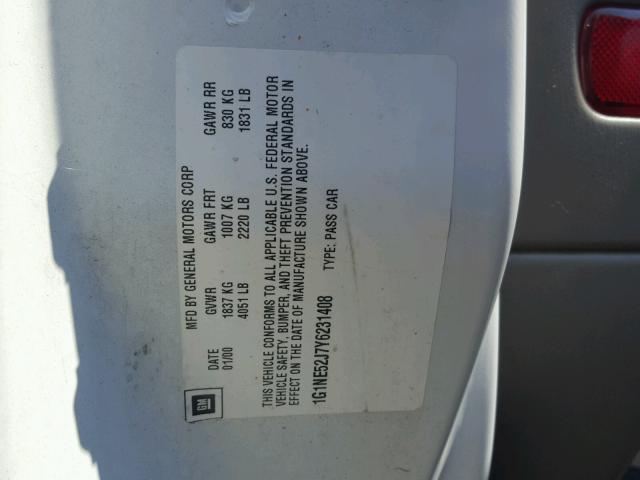 MFD BY GENERAL MOTORS CORP
DATE GVWR GAWR FRT GAWR RR
01/00 1837 KG 1007 KG 830 KG
4051 LB 2220 LB 1831 LB
THIS VEHICLE CONFORMS TO ALL APPLICABLE U.S. FEDERAL MOTOR
VEHICLE SAFETY, BUMPER, AND THEFT PREVENTION STANDARDS IN
EFFECT ON THE DATE OF MANUFACTURE SHOWN ABOVE.
1G1NE52J7Y6231408 TYPE: PASS CAR
GM